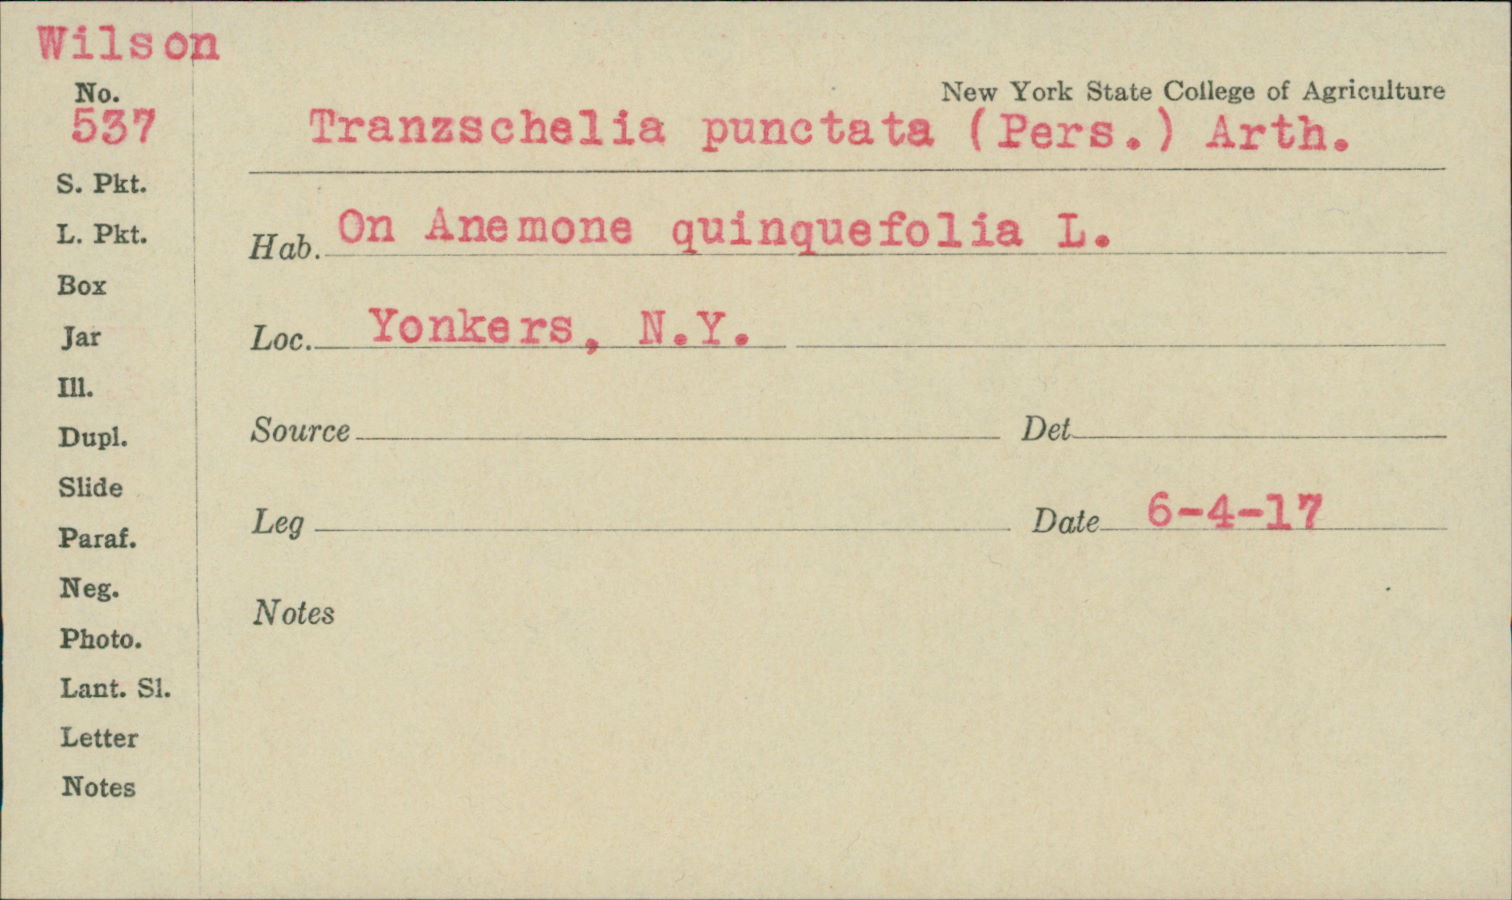 Wilson
No.
537
New York State College of Agriculture
Tranzschelia punctata (Pers.) Arth.
S. Pkt.
L. Pkt.
Box
Jar
Ill.
Dupl.
Slide
Paraf.
Neg.
Photo.
Lant. Sl.
Letter
Notes
Hab. On Anemone quinquefolia L.
Loc. Yonkers, N.Y.
Source Det
Leg Date 6-4-17
Notes